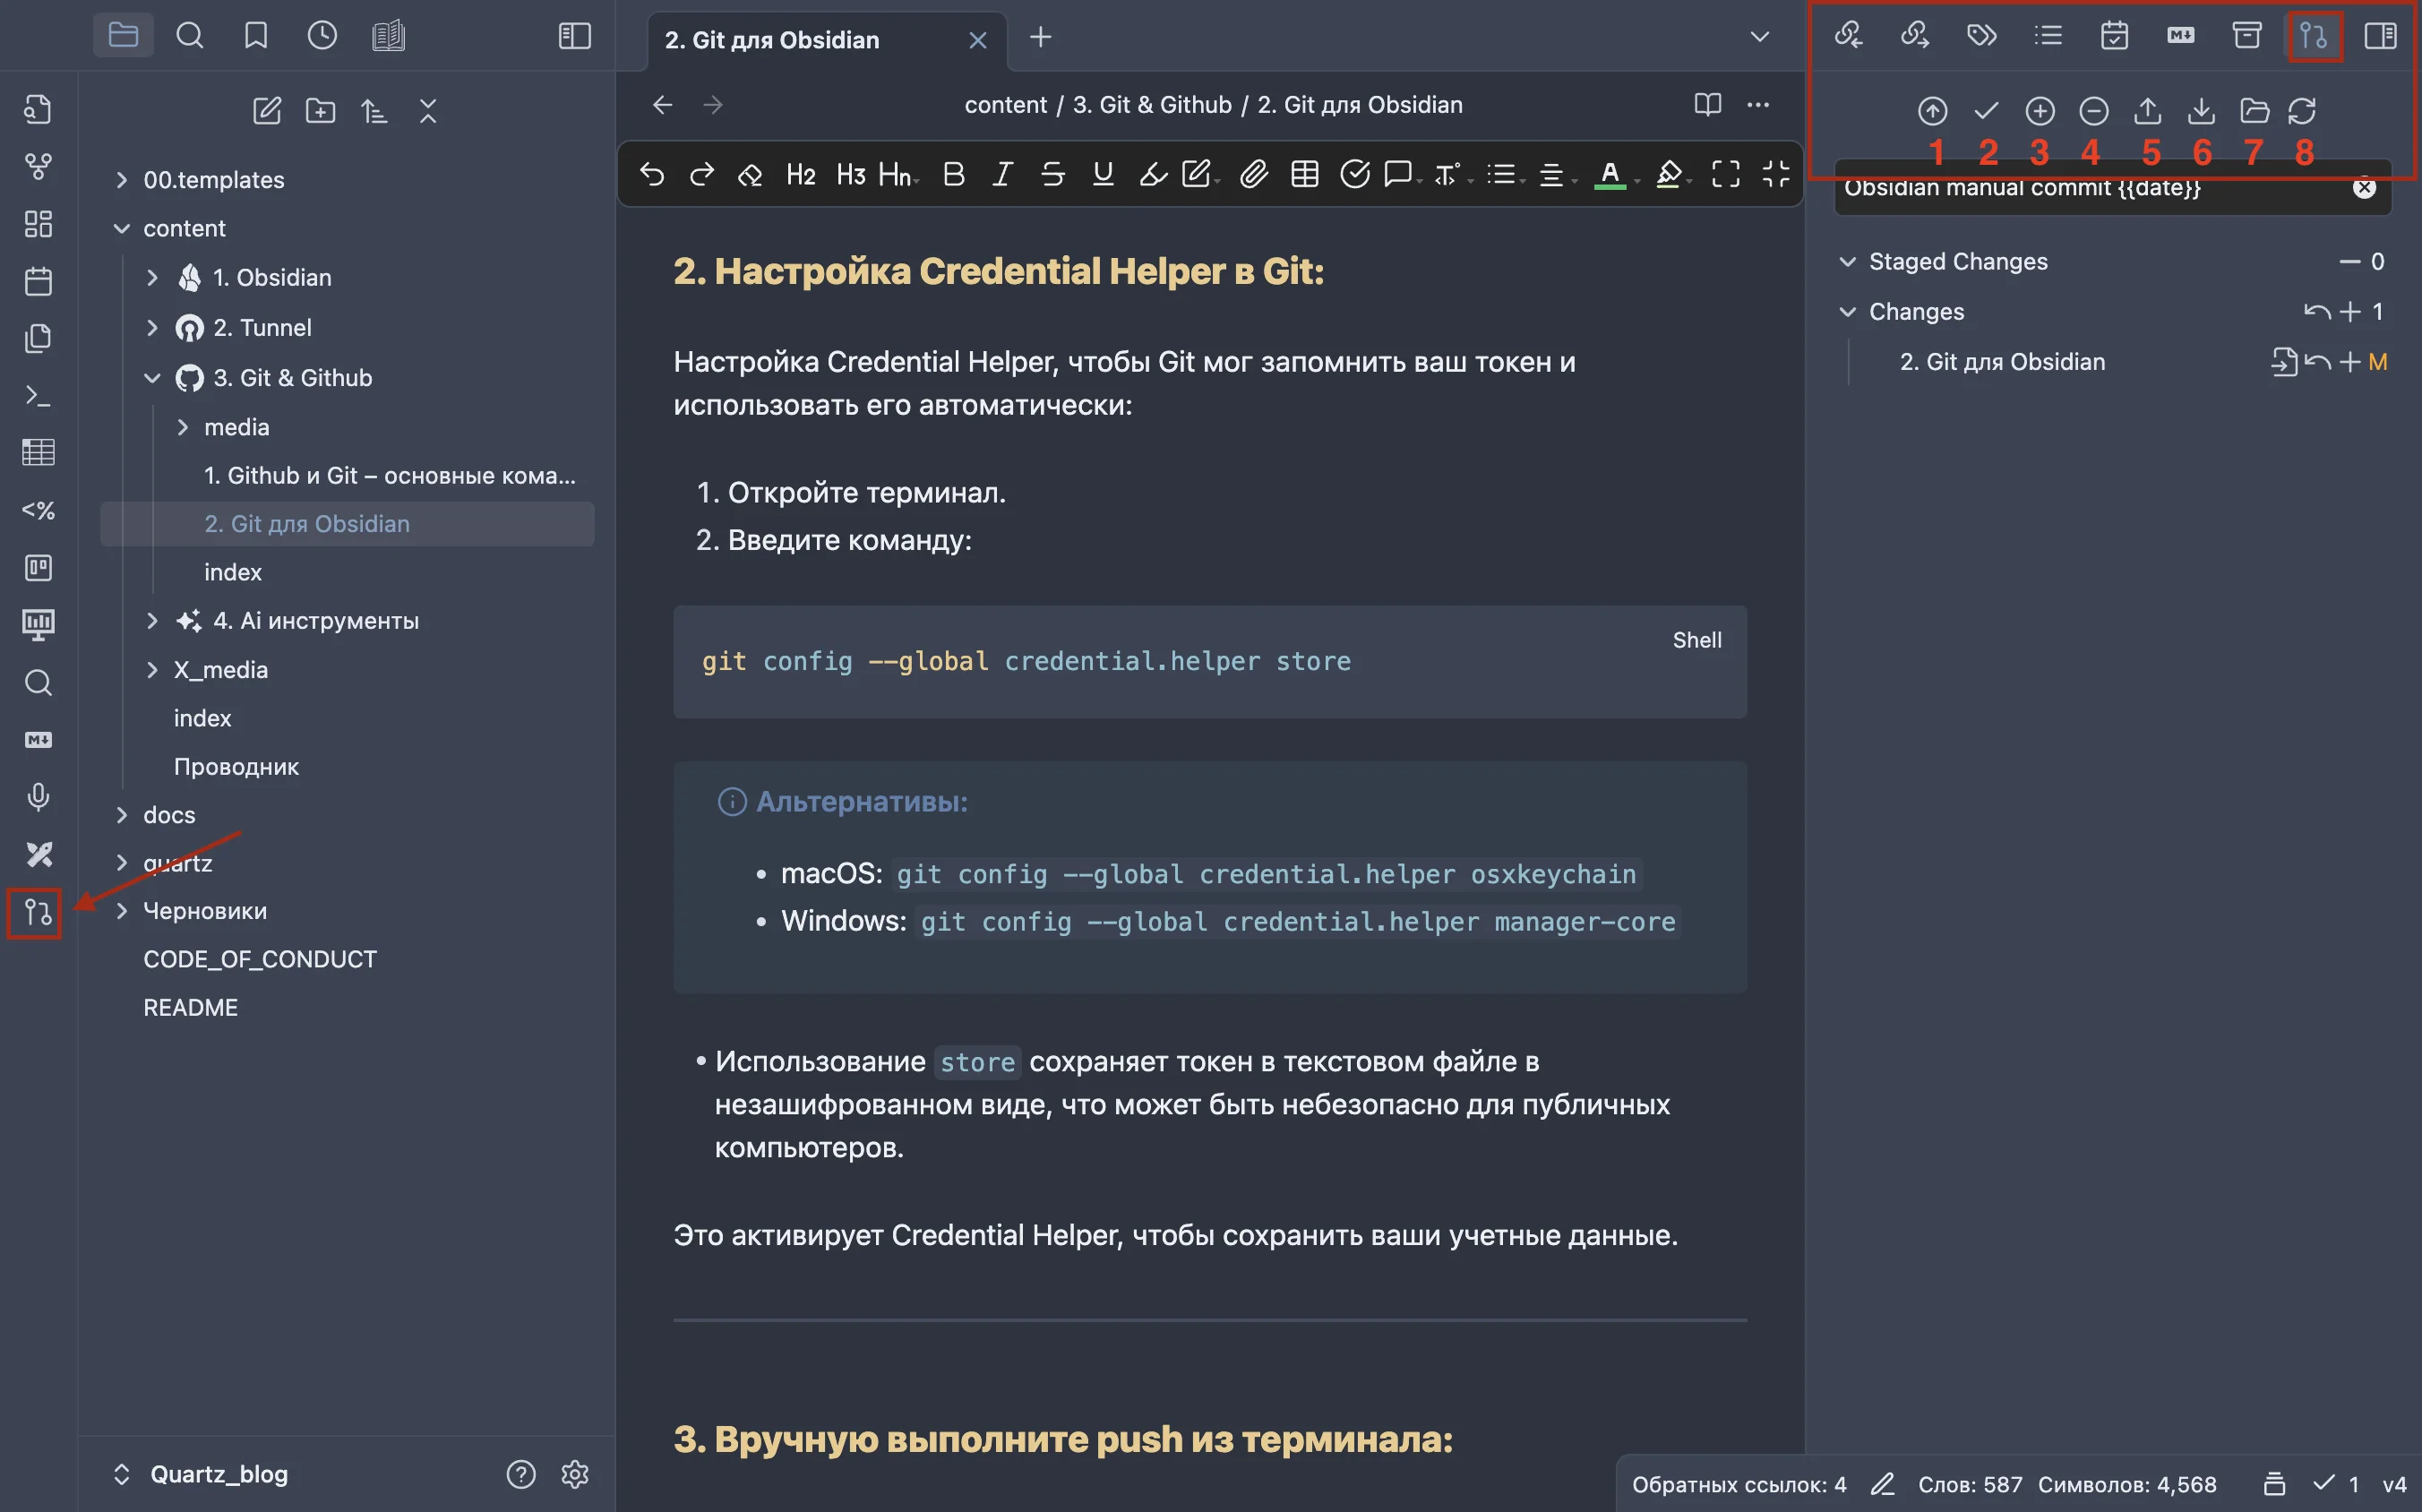 2. Git для Obsidian
00.templates
content
1. Obsidian
2. Tunnel
3. Git & Github
media
1. Github и Git – основные кома...
2. Git для Obsidian
index
4. Ai инструменты
X_media
index
Проводник
docs
quartz
Черновики
CODE_OF_CONDUCT
README
Quartz_blog
<%
M↓
content / 3. Git & Github / 2. Git для Obsidian
H2 H3 Hn B I S U A
2. Настройка Credential Helper в Git:
Настройка Credential Helper, чтобы Git мог запомнить ваш токен и
использовать его автоматически:
1. Откройте терминал.
2. Введите команду:
Shell
git config --global credential.helper store
Альтернативы:
• macOS: git config --global credential.helper osxkeychain
• Windows: git config --global credential.helper manager-core
• Использование store сохраняет токен в текстовом файле в
незашифрованном виде, что может быть небезопасно для публичных
компьютеров.
Это активирует Credential Helper, чтобы сохранить ваши учетные данные.
3. Вручную выполните push из терминала:
M↓
1 2 3 4 5 6 7 8
Obsidian manual commit {{date}}
Staged Changes 0
Changes 1
2. Git для Obsidian M
Обратных ссылок: 4 Слов: 587 Символов: 4,568 1 v4